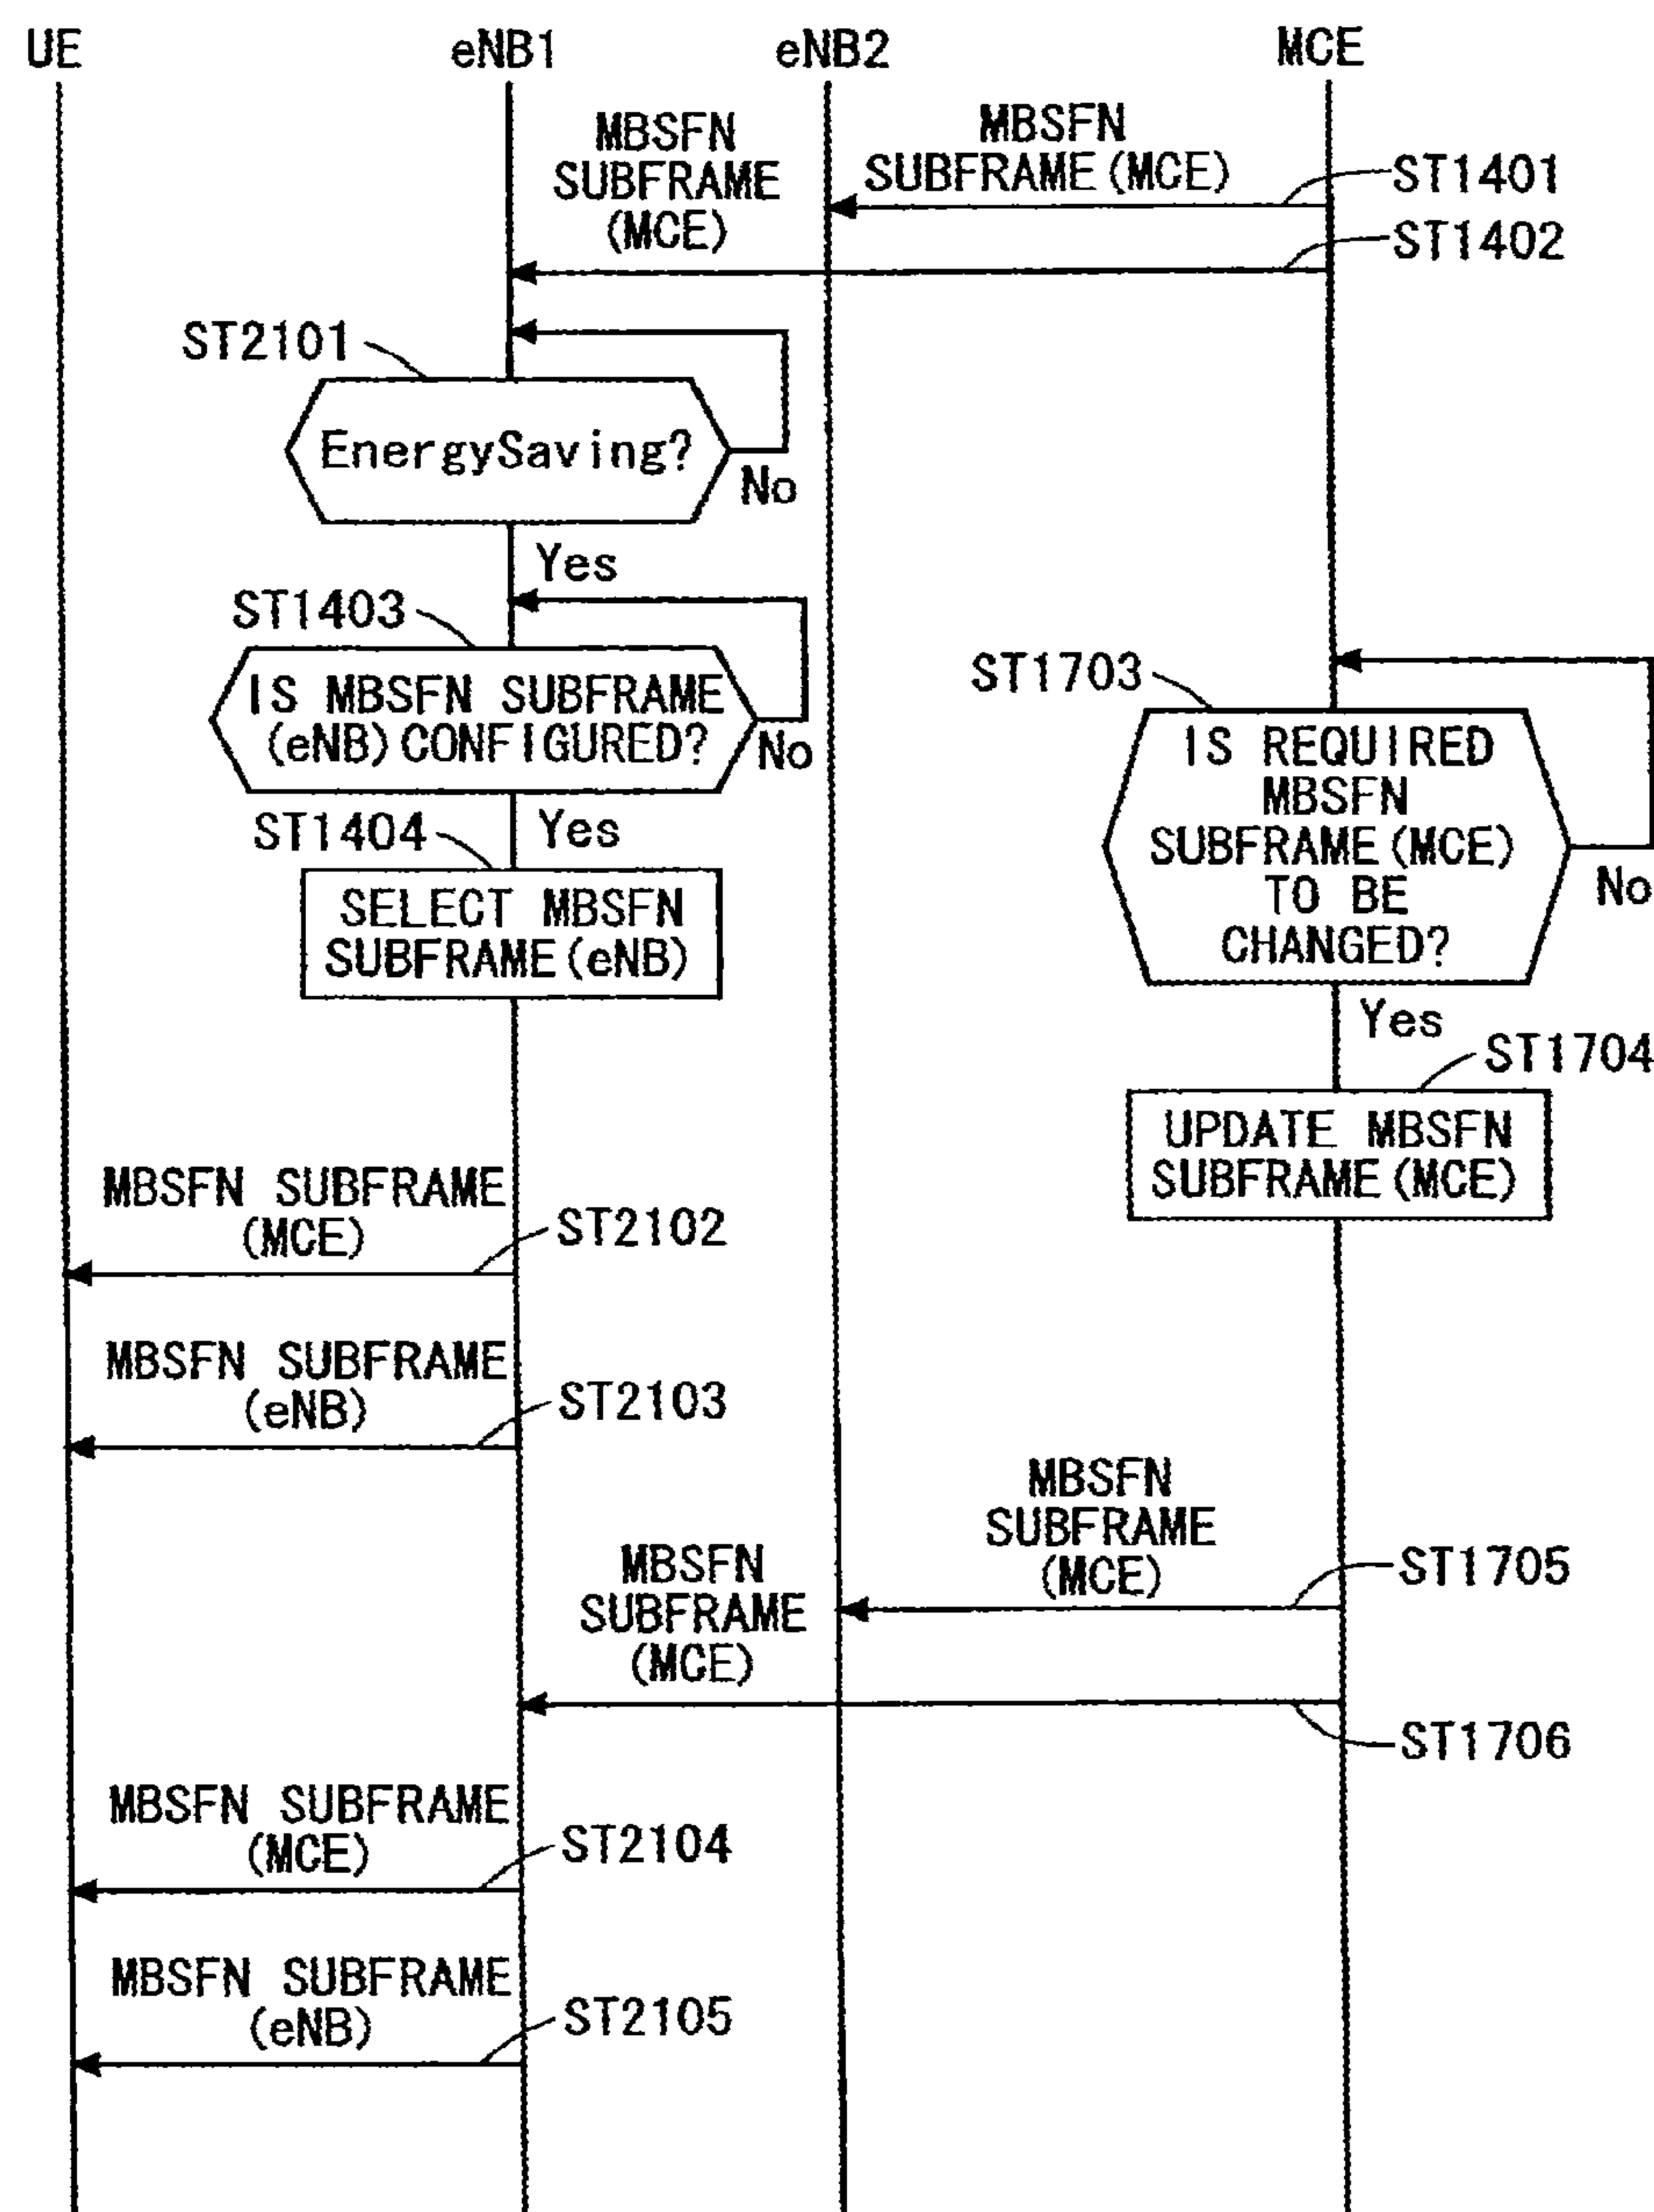 UE
eNB1
eNB2
MCE
MBSFN
SUBFRAME
(MCE)
MBSFN
SUBFRAME(MCE)
ST1401
ST1402
ST2101
EnergySaving?
No
Yes
ST1403
IS MBSFN SUBFRAME
(eNB)CONFIGURED?
No
ST1703
IS REQUIRED
MBSFN
SUBFRAME(MCE)
TO BE
CHANGED?
No
ST1404
Yes
SELECT MBSFN
SUBFRAME(eNB)
Yes
ST1704
UPDATE MBSFN
SUBFRAME(MCE)
MBSFN SUBFRAME
(MCE)
ST2102
MBSFN SUBFRAME
(eNB)
ST2103
MBSFN
SUBFRAME
(MCE)
ST1705
MBSFN
SUBFRAME
(MCE)
ST1706
MBSFN SUBFRAME
(MCE)
ST2104
MBSFN SUBFRAME
(eNB)
ST2105